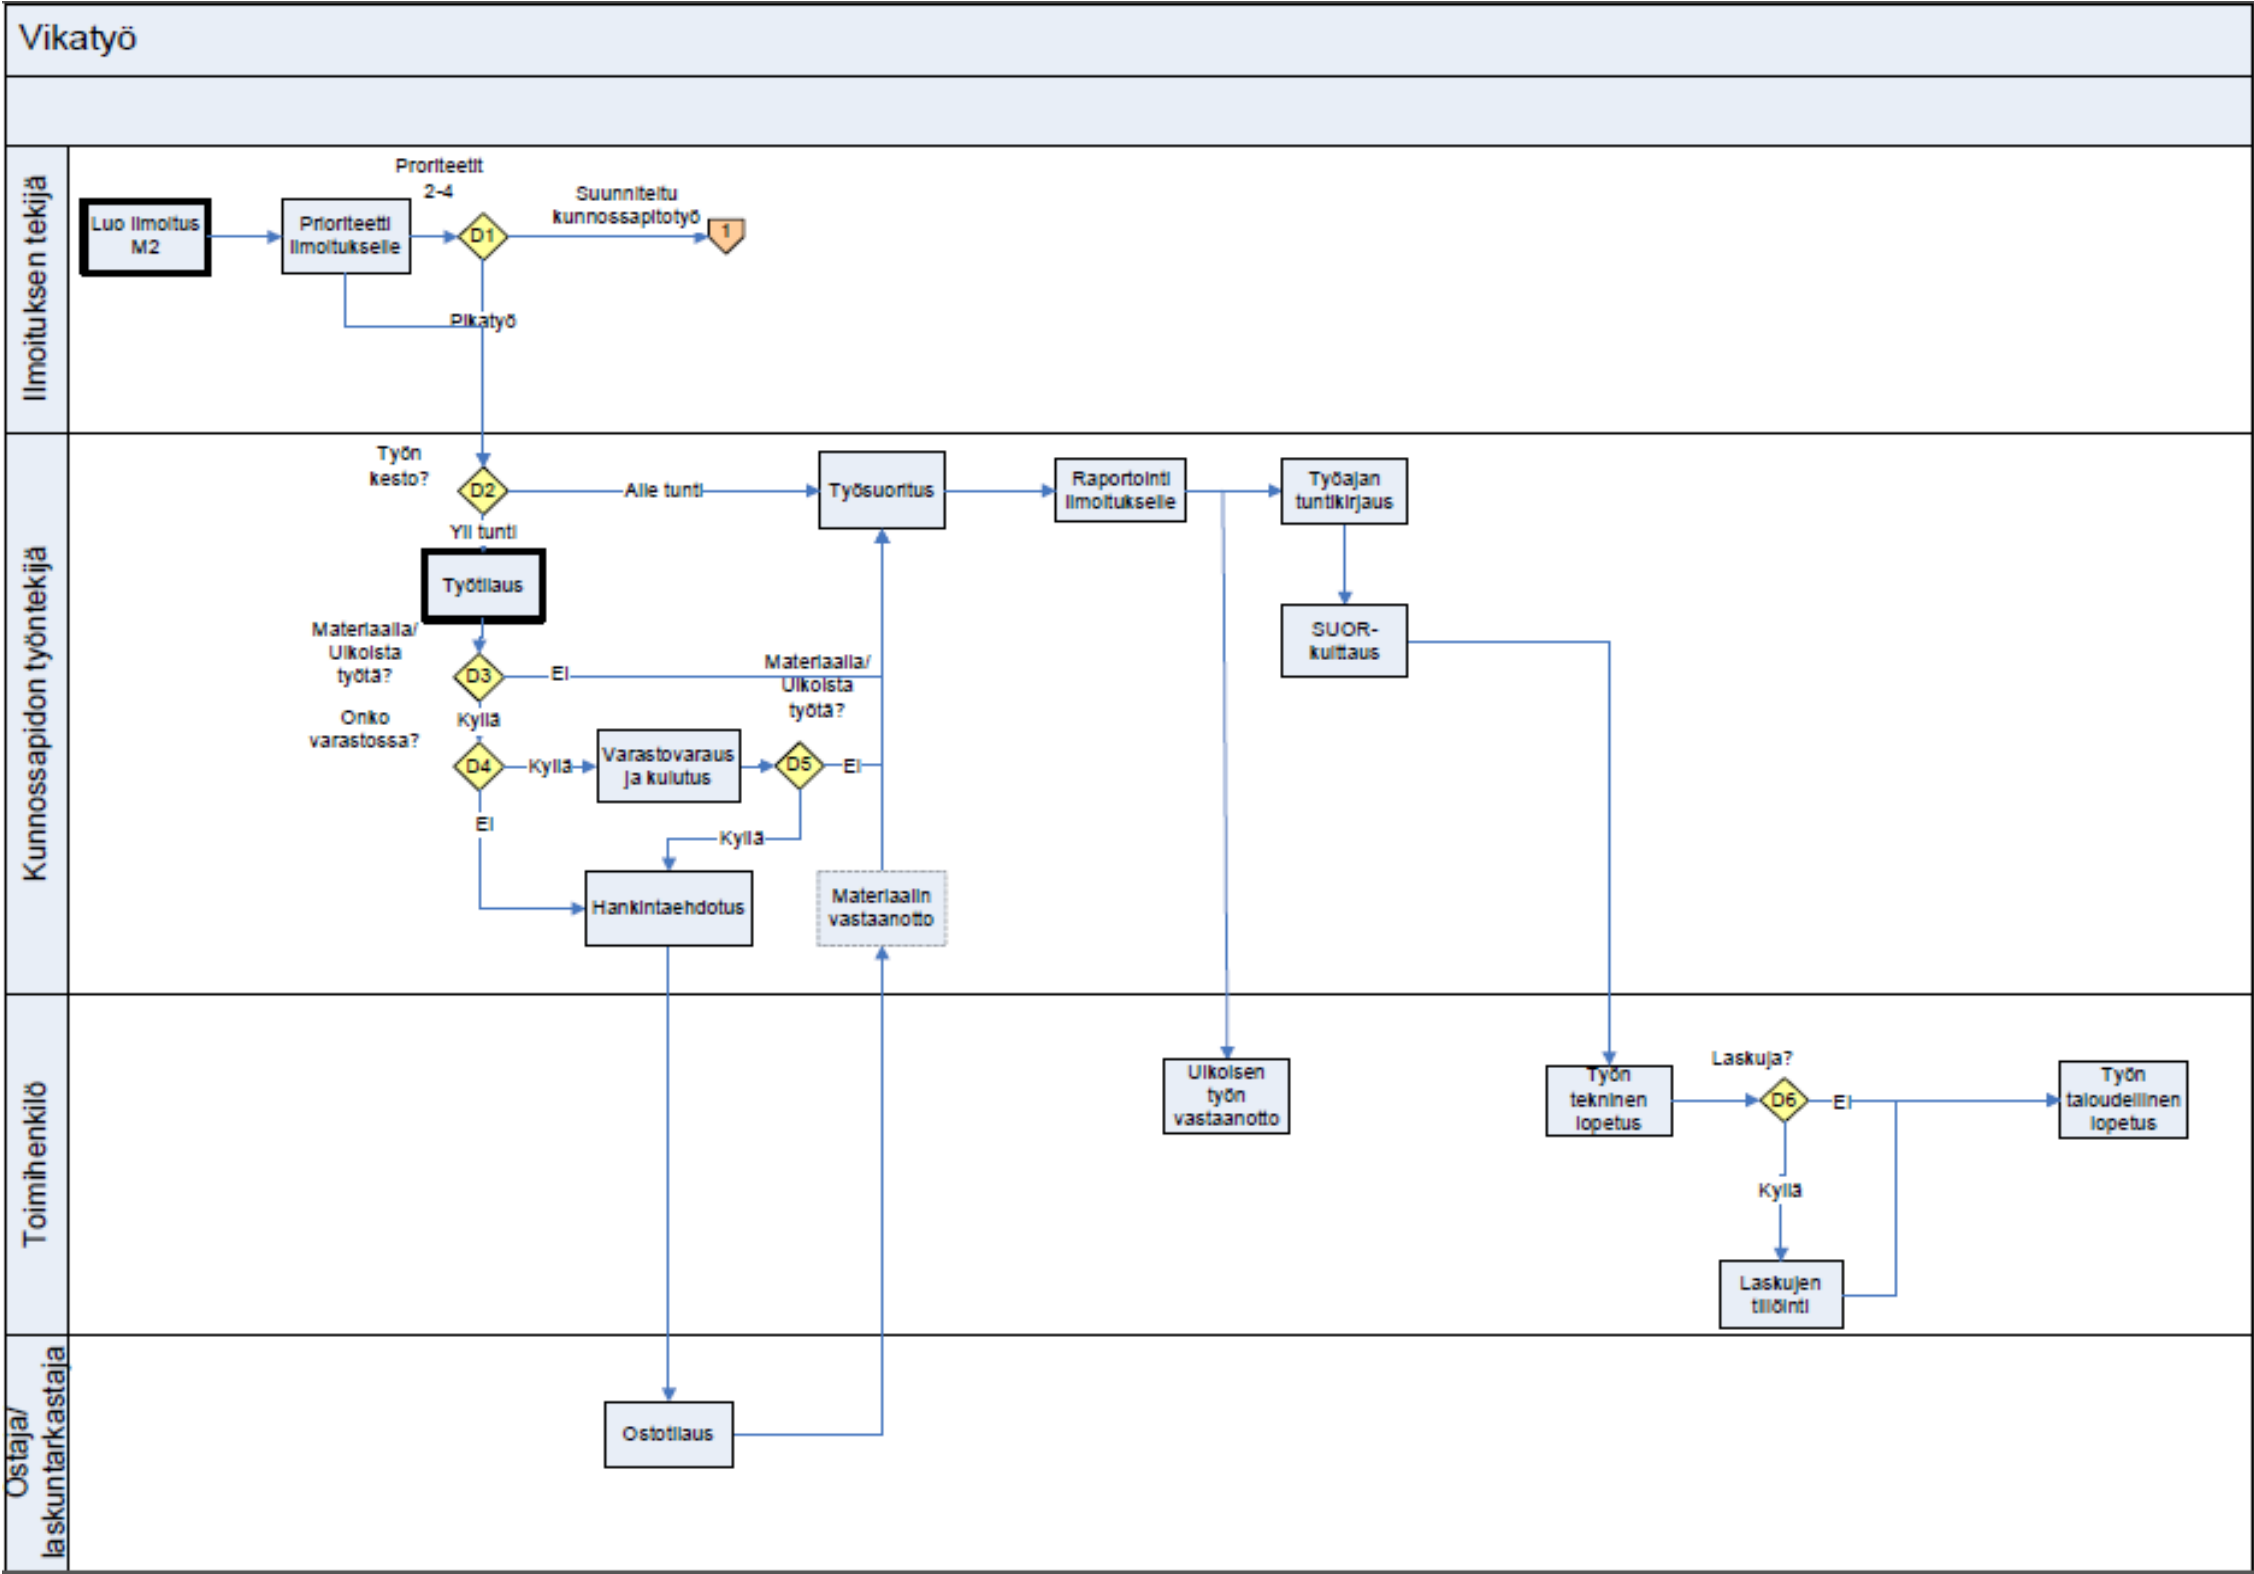 Vikatyö
Ilmoituksen tekijä
Luo Ilmoitus
M2
Prioriteetti
Ilmoitukselle
Proriteetit
2-4
D1
Suunniteltu
kunnossapitotyö
1
Pikatyö
Kunnossapidon työntekijä
Työn
kesto?
D2
Alle tunti
Työsuoritus
Raportointi
Ilmoitukselle
Työajan
tuntikirjaus
Yli tunti
Työtilaus
SUOR-
kuittaus
Materiaalia/
Ulkoista
työtä?
D3
Ei
Materiaalia/
Ulkoista
työtä?
Kyllä
Onko
varastossa?
D4
Kyllä
Varastovaraus
ja kulutus
D5
Ei
Ei
Kyllä
Hankintaehdotus
Materiaalin
vastaanotto
Toimihenkilö
Ulkoisen
työn
vastaanotto
Työn
tekninen
lopetus
Laskuja?
D6
Ei
Työn
taloudellinen
lopetus
Kyllä
Laskujen
tiliöinti
Ostaja/
laskuntarkastaja
Ostotilaus